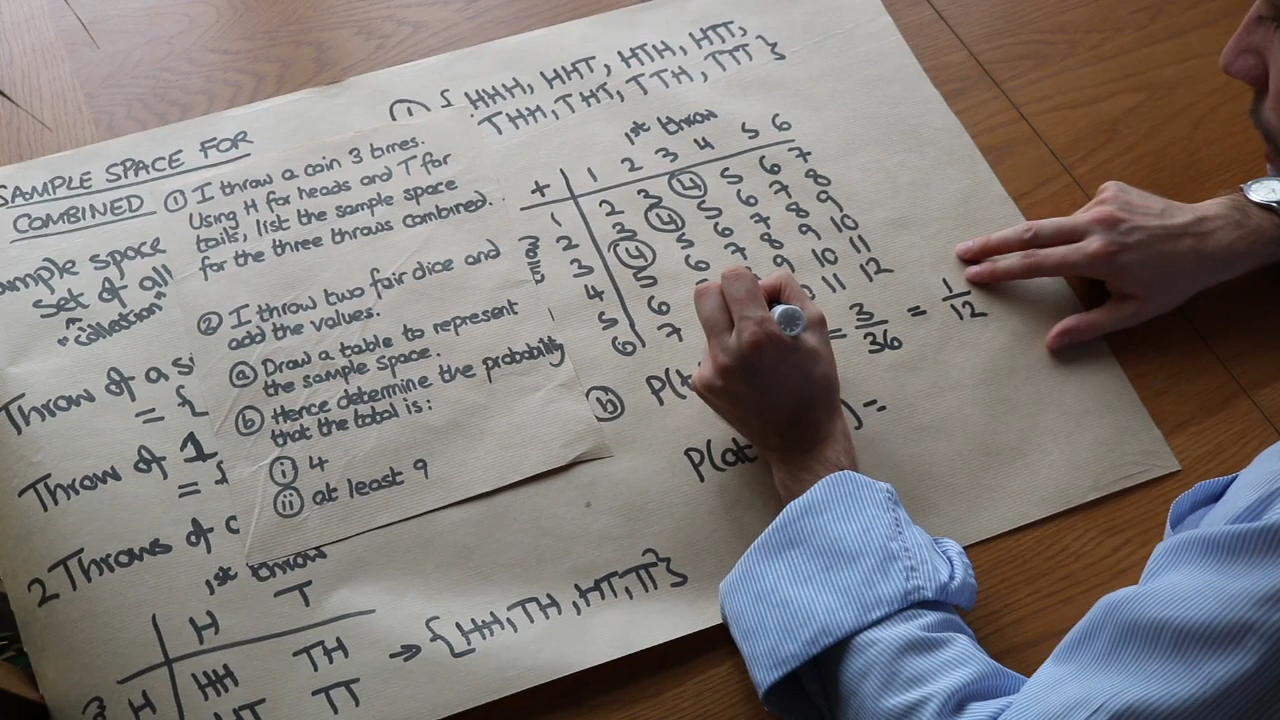 SAMPLE SPACE FOR
COMBINED
sample space
set of all
"collection"
Throw of a si
= {
Throw of 1
= {
2 Throws of c
1st throw
H T
H HH TH
HT TT
→ {HH, TH, HT, TT}
① I throw a coin 3 times.
Using H for heads and T for
tails, list the sample space
for the three throws combined.
② I throw two fair dice and
add the values.
ⓐ Draw a table to represent
the sample space.
ⓑ Hence determine the probability
that the total is:
ⓘ 4
ⓘⓘ at least 9
① { HHH, HHT, HTH, HTT,
THH, THT, TTH, TTT }
1st throw
+ 1 2 3 4 5 6
1 2 3 4 5 6 7
2 3 4 5 6 7 8
3 4 5 6 7 8 9
4 5 6 7 8 9 10
5 6 9 10 11
6 7 11 12
ⓑ P( = 3/36 = 1/12
P(at ) =